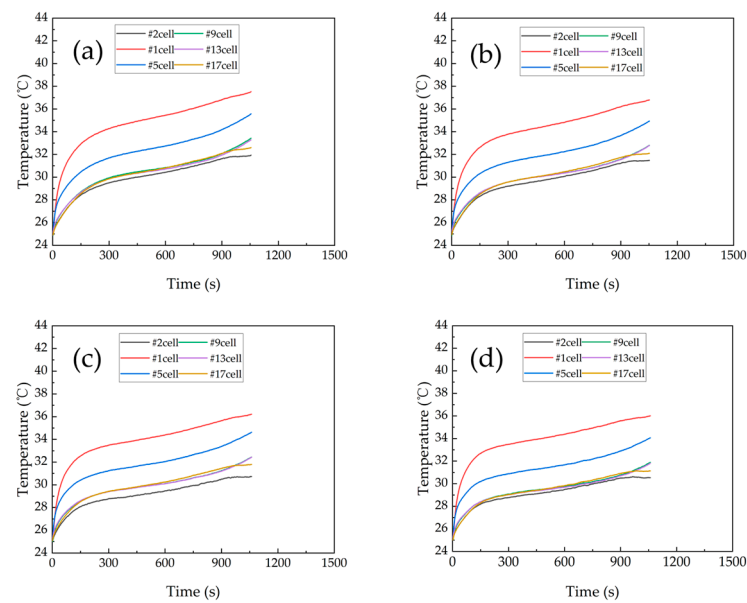 (a)
#2cell #9cell
#1cell #13cell
#5cell #17cell
Temperature (℃)
44
42
40
38
36
34
32
30
28
26
24
0 300 600 900 1200 1500
Time (s)
(b)
#2cell #9cell
#1cell #13cell
#5cell #17cell
Temperature (℃)
44
42
40
38
36
34
32
30
28
26
24
0 300 600 900 1200 1500
Time (s)
(c)
#2cell #9cell
#1cell #13cell
#5cell #17cell
Temperature (℃)
44
42
40
38
36
34
32
30
28
26
24
0 300 600 900 1200 1500
Time (s)
(d)
#2cell #9cell
#1cell #13cell
#5cell #17cell
Temperature (℃)
44
42
40
38
36
34
32
30
28
26
24
0 300 600 900 1200 1500
Time (s)